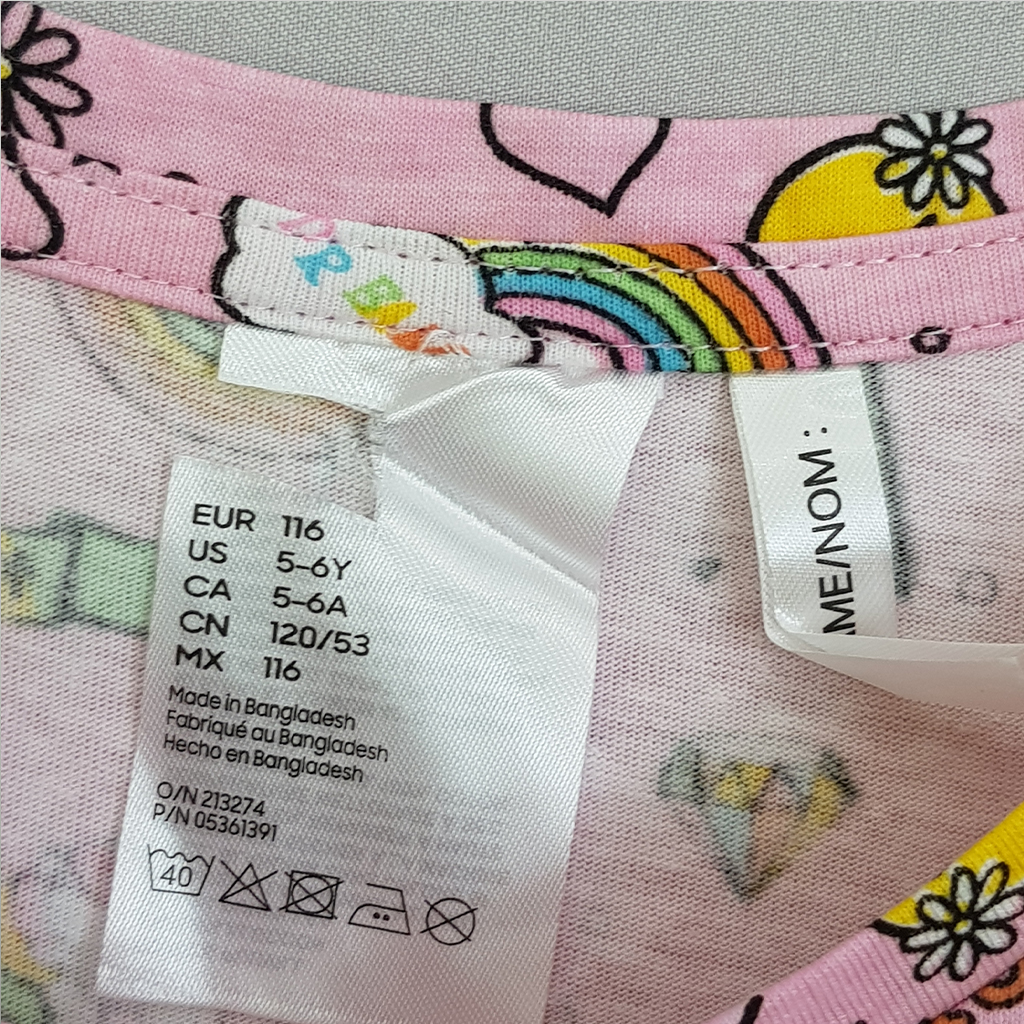 EUR 116
US 5-6Y
CA 5-6A
CN 120/53
MX 116
Made in Bangladesh
Fabriqué au Bangladesh
Hecho en Bangladesh
O/N 213274
P/N 05361391
40
AME/NOM :